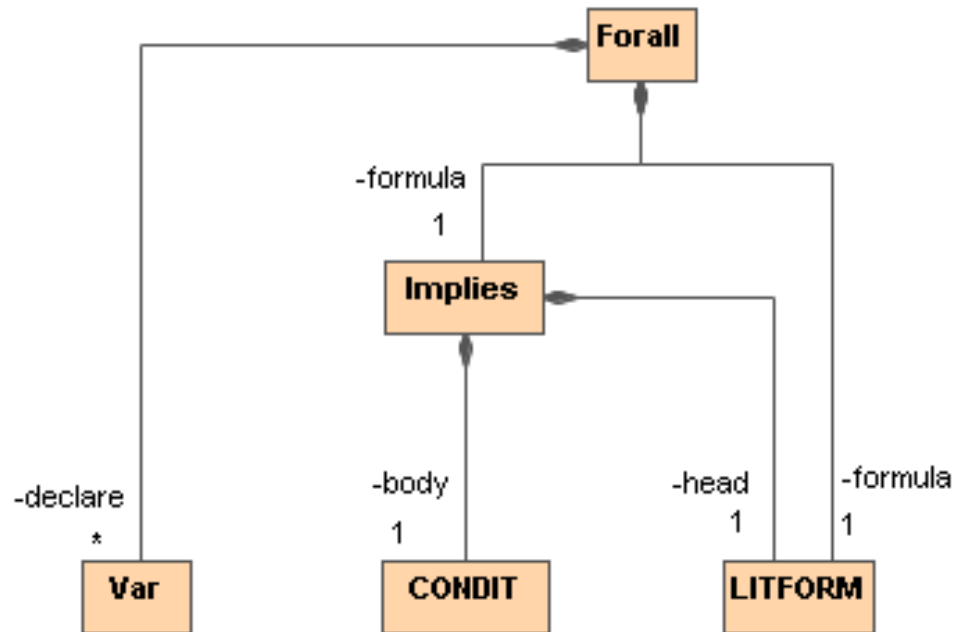 Forall
-formula
1
Implies
-declare
*
-body
1
-head
1
-formula
1
Var
CONDIT
LITFORM